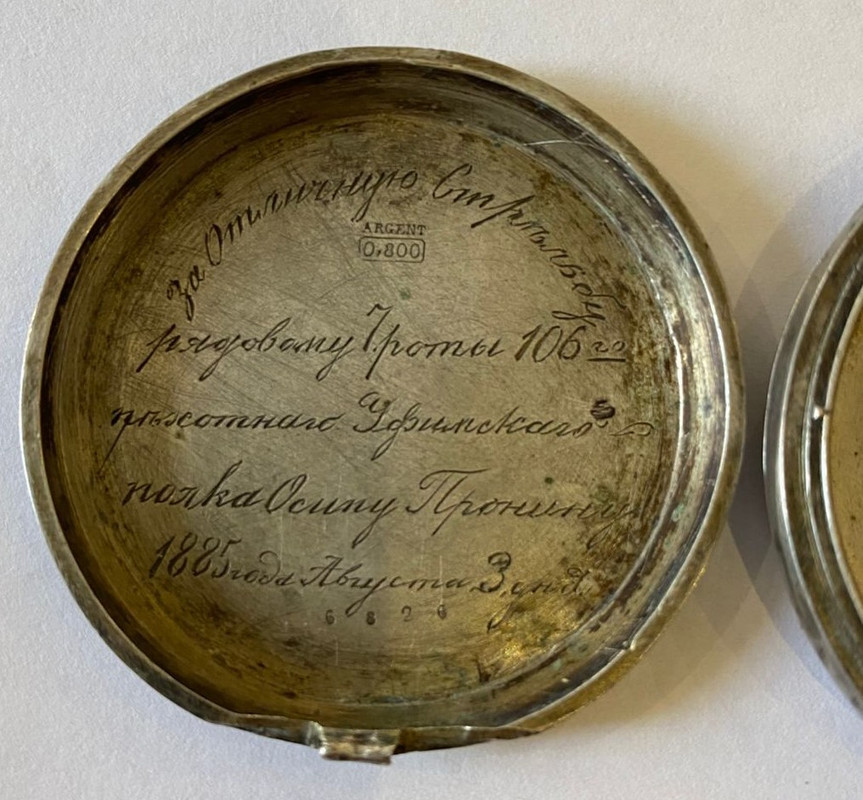 За Отличную Стрѣльбу
ARGENT
0,800
рядовому 7 роты 106 го
пѣхотнаго Уфимскаго
полка Осипу Пронину
1885 года Августа 3 дня
6826